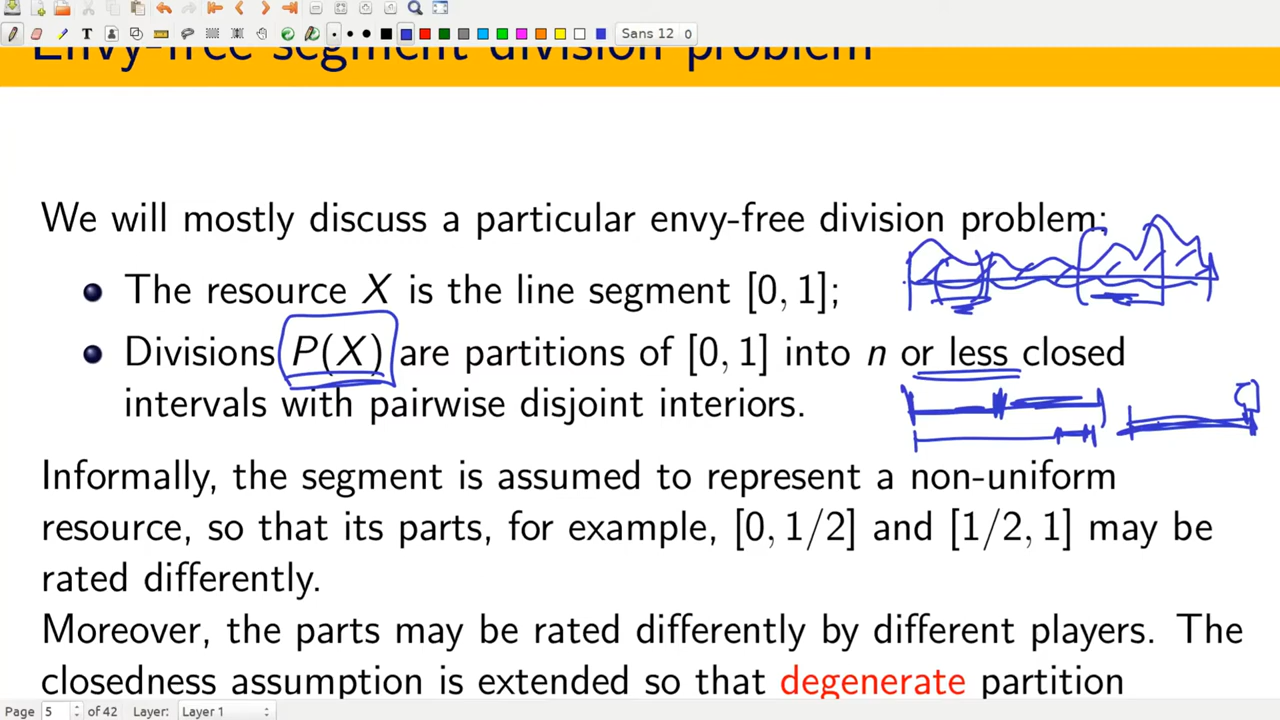 T
Sans 12 0
Envy-free segment division problem
We will mostly discuss a particular envy-free division problem:
The resource X is the line segment [0, 1];
Divisions P(X) are partitions of [0, 1] into n or less closed
intervals with pairwise disjoint interiors.
Informally, the segment is assumed to represent a non-uniform
resource, so that its parts, for example, [0, 1/2] and [1/2, 1] may be
rated differently.
Moreover, the parts may be rated differently by different players. The
closedness assumption is extended so that degenerate partition
Page 5 of 42 Layer: Layer 1